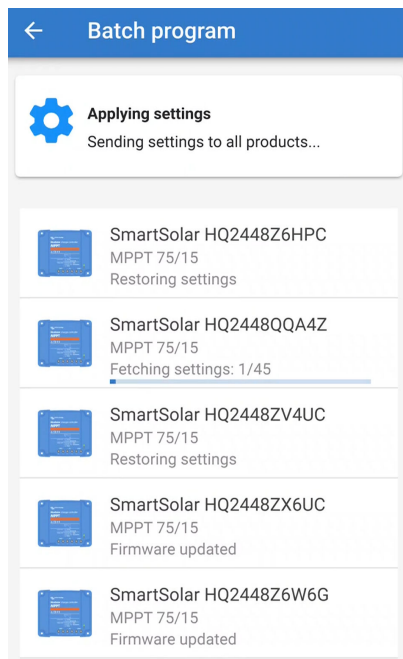 Batch program
Applying settings
Sending settings to all products...
SmartSolar HQ2448Z6HPC
MPPT 75/15
Restoring settings
SmartSolar HQ2448QQA4Z
MPPT 75/15
Fetching settings: 1/45
SmartSolar HQ2448ZV4UC
MPPT 75/15
Restoring settings
SmartSolar HQ2448ZX6UC
MPPT 75/15
Firmware updated
SmartSolar HQ2448Z6W6G
MPPT 75/15
Firmware updated